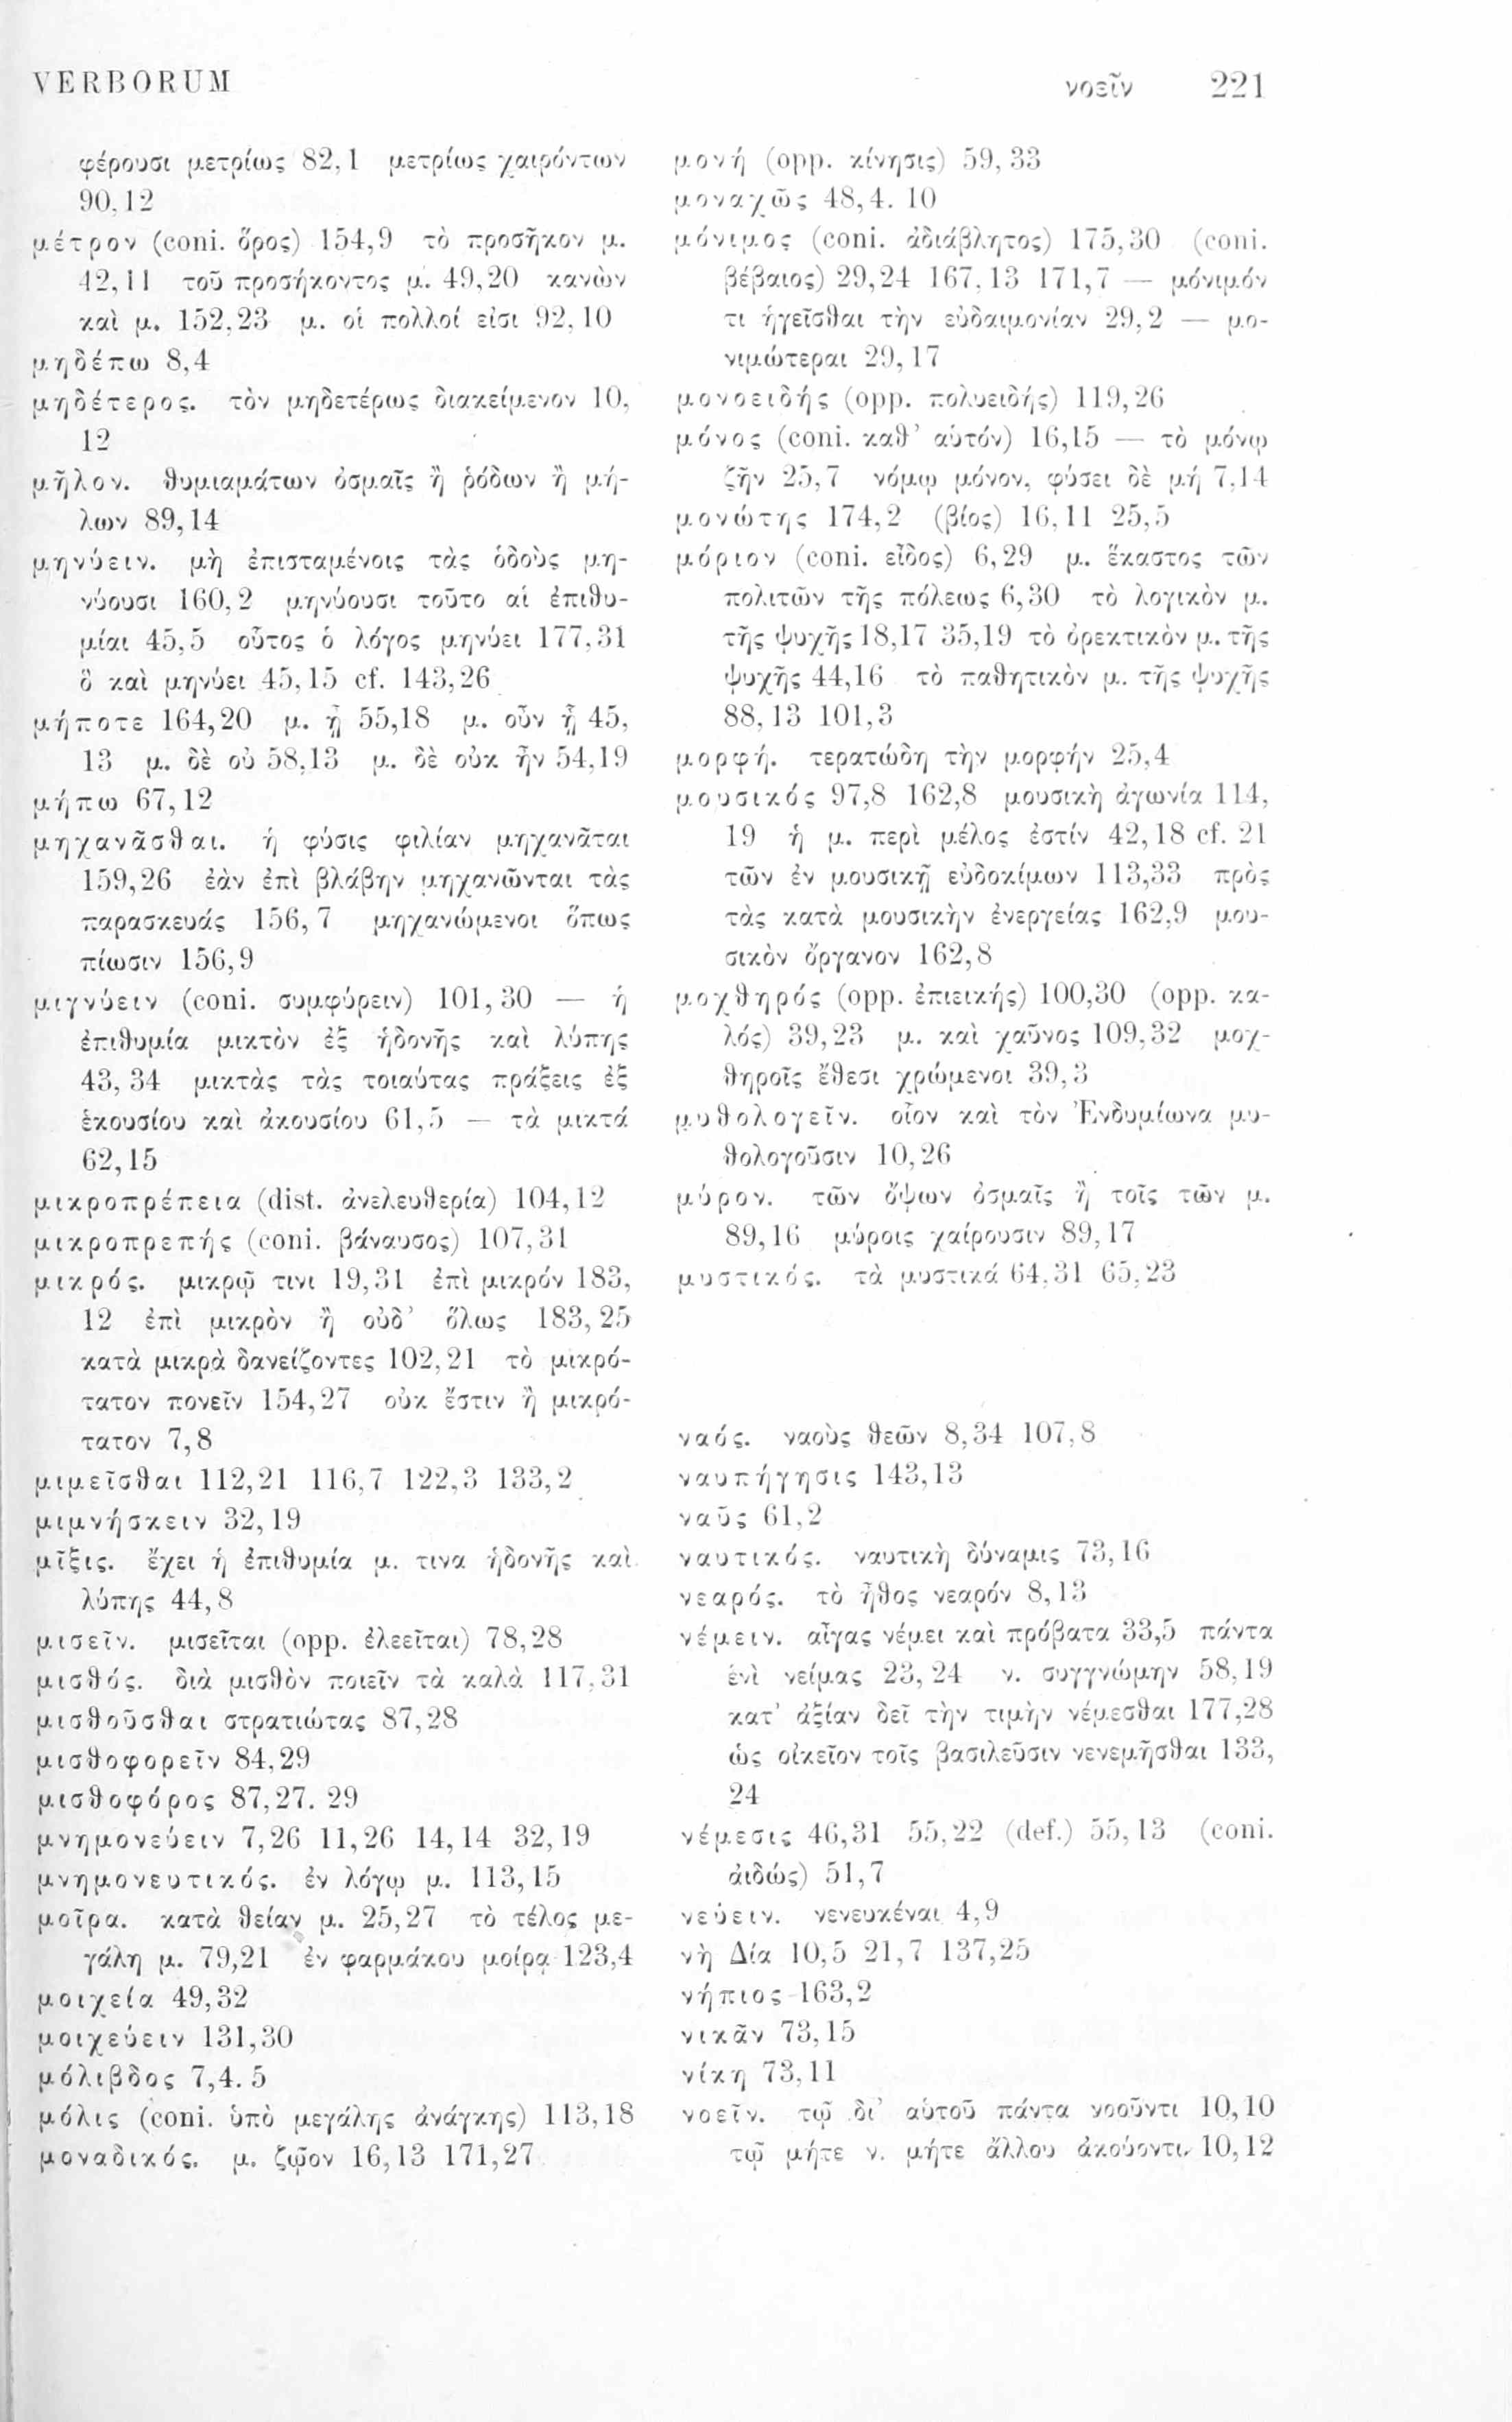 VERBORUM νοεῖν 221
φέρουσι μετρίως 82,1 μετρίως χαιρόντων
90,12
μέτρον (coni. ὅρος) 154,9 τὸ προσῆκον μ.
42,11 τοῦ προσήκοντος μ. 49,20 κανὼν
καὶ μ. 152,23 μ. οἱ πολλοί εἰσι 92,10
μηδέπω 8,4
μηδέτερος. τὸν μηδετέρως διακείμενον 10,
12
μῆλον. θυμιαμάτων ὀσμαῖς ἢ ῥόδων ἢ μή-
λων 89,14
μηνύειν. μὴ ἐπισταμένοις τὰς ὁδοὺς μη-
νύουσι 160,2 μηνύουσι τοῦτο αἱ ἐπιθυ-
μίαι 45,5 οὗτος ὁ λόγος μηνύει 177,31
ὃ καὶ μηνύει 45,15 cf. 143,26
μήποτε 164,20 μ. ᾖ 55,18 μ. οὖν ᾖ 45,
13 μ. δὲ οὐ 58,13 μ. δὲ οὐκ ἦν 54,19
μήπω 67,12
μηχανᾶσθαι. ἡ φύσις φιλίαν μηχανᾶται
159,26 ἐὰν ἐπὶ βλάβην μηχανῶνται τὰς
παρασκευάς 156,7 μηχανώμενοι ὅπως
πίωσιν 156,9
μιγνύειν (coni. συμφύρειν) 101,30 — ἡ
ἐπιθυμία μικτὸν ἐξ ἡδονῆς καὶ λύπης
43,34 μικτὰς τὰς τοιαύτας πράξεις ἐξ
ἑκουσίου καὶ ἀκουσίου 61,5 — τὰ μικτά
62,15
μικροπρέπεια (dist. ἀνελευθερία) 104,12
μικροπρεπής (coni. βάναυσος) 107,31
μικρός. μικρῷ τινι 19,31 ἐπὶ μικρόν 183,
12 ἐπὶ μικρὸν ἢ οὐδ’ ὅλως 183,25
κατὰ μικρὰ δανείζοντες 102,21 τὸ μικρό-
τατον πονεῖν 154,27 οὐκ ἔστιν ἢ μικρό-
τατον 7,8
μιμεῖσθαι 112,21 116,7 122,3 133,2
μιμνήσκειν 32,19
μῖξις. ἔχει ἡ ἐπιθυμία μ. τινα ἡδονῆς καὶ
λύπης 44,8
μισεῖν. μισεῖται (opp. ἐλεεῖται) 78,28
μισθός. διὰ μισθὸν ποιεῖν τὰ καλὰ 117,31
μισθοῦσθαι στρατιώτας 87,28
μισθοφορεῖν 84,29
μισθοφόρος 87,27. 29
μνημονεύειν 7,26 11,26 14,14 32,19
μνημονευτικός. ἐν λόγῳ μ. 113,15
μοῖρα. κατὰ θείαν μ. 25,27 τὸ τέλος με-
γάλη μ. 79,21 ἐν φαρμάκου μοίρᾳ 123,4
μοιχεία 49,32
μοιχεύειν 131,30
μόλιβδος 7,4. 5
μόλις (coni. ὑπὸ μεγάλης ἀνάγκης) 113,18
μοναδικός. μ. ζῷον 16,13 171,27
μονή (opp. κίνησις) 59,33
μοναχῶς 48,4. 10
μόνιμος (coni. ἀδιάβλητος) 175,30 (coni.
βέβαιος) 29,24 167,13 171,7 — μόνιμόν
τι ἡγεῖσθαι τὴν εὐδαιμονίαν 29,2 — μο-
νιμώτεραι 29,17
μονοειδής (opp. πολυειδής) 119,26
μόνος (coni. καθ’ αὑτόν) 16,15 — τὸ μόνῳ
ζῆν 25,7 νόμῳ μόνον, φύσει δὲ μή 7,14
μονώτης 174,2 (βίος) 16,11 25,5
μόριον (coni. εἶδος) 6,29 μ. ἕκαστος τῶν
πολιτῶν τῆς πόλεως 6,30 τὸ λογικὸν μ.
τῆς ψυχῆς 18,17 35,19 τὸ ὀρεκτικὸν μ. τῆς
ψυχῆς 44,16 τὸ παθητικὸν μ. τῆς ψυχῆς
88,13 101,3
μορφή. τερατώδη τὴν μορφήν 25,4
μουσικός 97,8 162,8 μουσικὴ ἀγωνία 114,
19 ἡ μ. περὶ μέλος ἐστίν 42,18 cf. 21
τῶν ἐν μουσικῇ εὐδοκίμων 113,33 πρὸς
τὰς κατὰ μουσικὴν ἐνεργείας 162,9 μου-
σικὸν ὄργανον 162,8
μοχθηρός (opp. ἐπιεικής) 100,30 (opp. κα-
λός) 39,23 μ. καὶ χαῦνος 109,32 μοχ-
θηροῖς ἔθεσι χρώμενοι 39,3
μυθολογεῖν. οἷον καὶ τὸν Ἐνδυμίωνα μυ-
θολογοῦσιν 10,26
μύρον. τῶν ὄψων ὀσμαῖς ἢ τοῖς τῶν μ.
89,16 μύροις χαίρουσιν 89,17
μυστικός. τὰ μυστικά 64,31 65,23
ναός. ναοὺς θεῶν 8,34 107,8
ναυπήγησις 143,13
ναῦς 61,2
ναυτικός. ναυτικὴ δύναμις 73,16
νεαρός. τὸ ἦθος νεαρόν 8,13
νέμειν. αἶγας νέμει καὶ πρόβατα 33,5 πάντα
ἑνὶ νείμας 23,24 ν. συγγνώμην 58,19
κατ’ ἀξίαν δεῖ τὴν τιμὴν νέμεσθαι 177,28
ὡς οἰκεῖον τοῖς βασιλεῦσιν νενεμῆσθαι 133,
24
νέμεσις 46,31 55,22 (def.) 55,13 (coni.
ἀιδώς) 51,7
νεύειν. νενευκέναι 4,9
νὴ Δία 10,5 21,7 137,25
νήπιος 163,2
νικᾶν 73,15
νίκη 73,11
νοεῖν. τῷ δι’ αὑτοῦ πάντα νοοῦντι 10,10
τῷ μήτε ν. μήτε ἄλλου ἀκούοντι 10,12